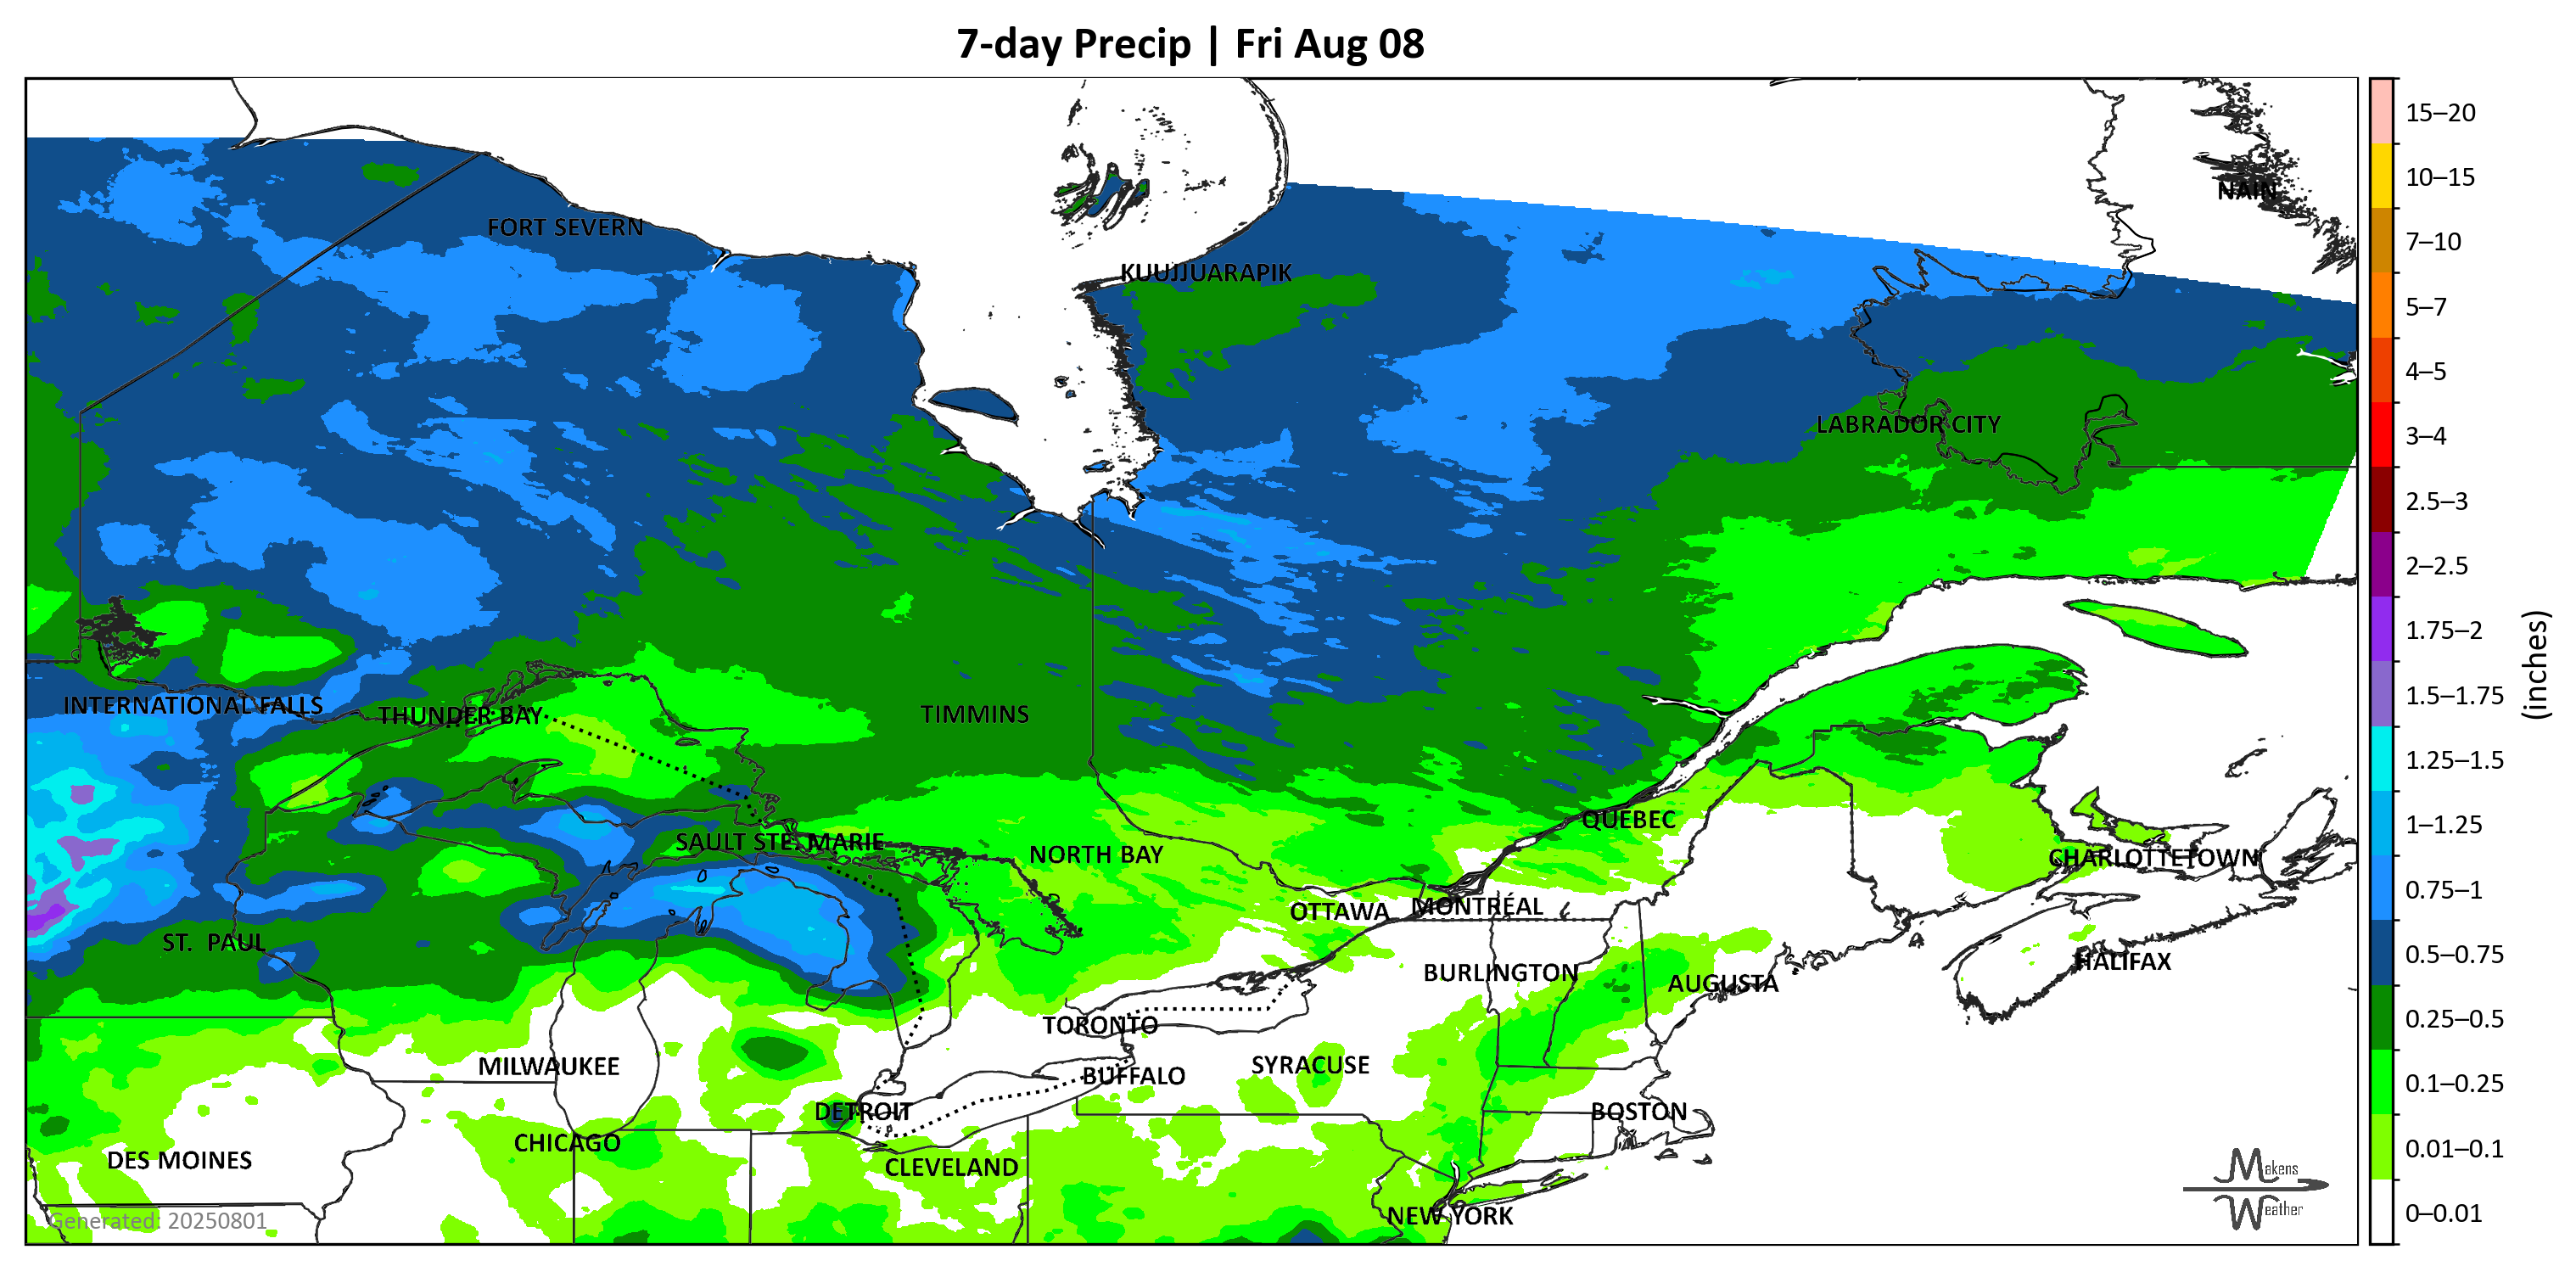 7-day Precip | Fri Aug 08
NAIN
FORT SEVERN
KUUJJUARAPIK
LABRADOR CITY
INTERNATIONAL FALLS
THUNDER BAY
TIMMINS
SAULT STE. MARIE
NORTH BAY
QUEBEC
CHARLOTTETOWN
OTTAWA
MONTRÉAL
ST. PAUL
HALIFAX
BURLINGTON
AUGUSTA
TORONTO
MILWAUKEE
BUFFALO
SYRACUSE
DETROIT
BOSTON
CHICAGO
DES MOINES
CLEVELAND
NEW YORK
Generated: 20250801
Makens
Weather
15–20
10–15
7–10
5–7
4–5
3–4
2.5–3
2–2.5
1.75–2
1.5–1.75
1.25–1.5
1–1.25
0.75–1
0.5–0.75
0.25–0.5
0.1–0.25
0.01–0.1
0–0.01
(inches)